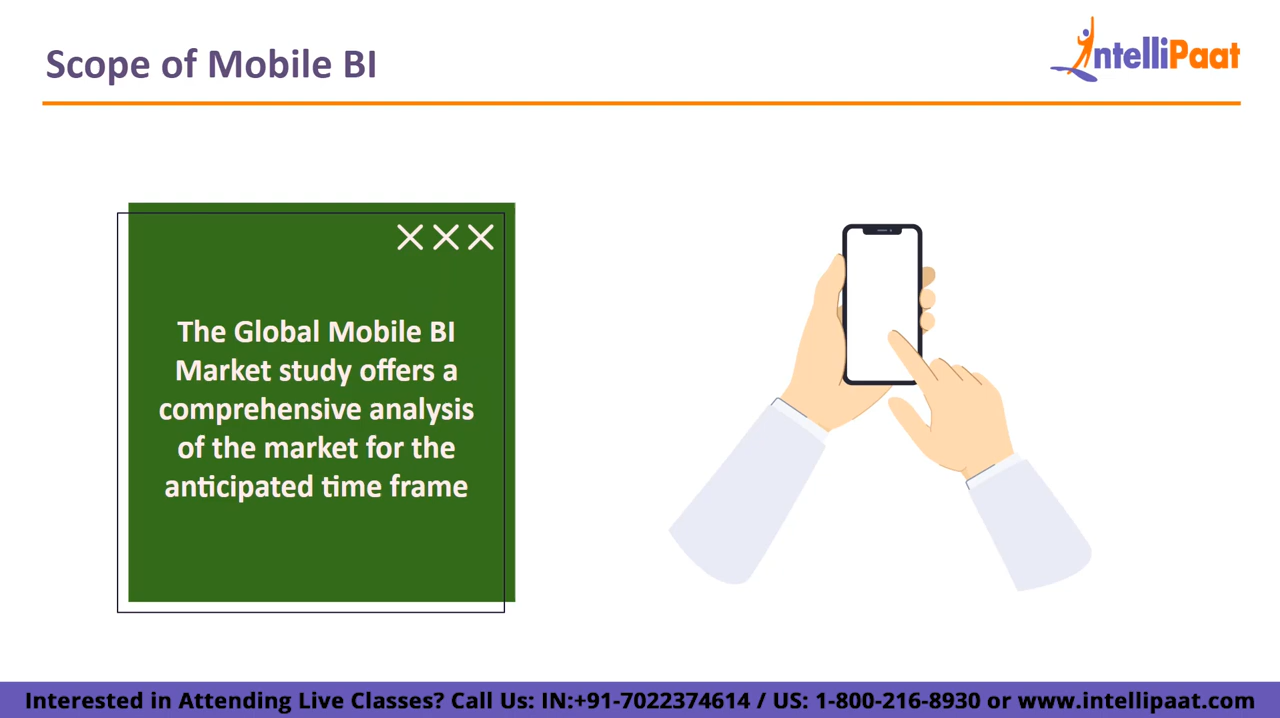 Scope of Mobile BI
IntelliPaat
The Global Mobile BI
Market study offers a
comprehensive analysis
of the market for the
anticipated time frame
Interested in Attending Live Classes? Call Us: IN:+91-7022374614 / US: 1-800-216-8930 or www.intellipaat.com